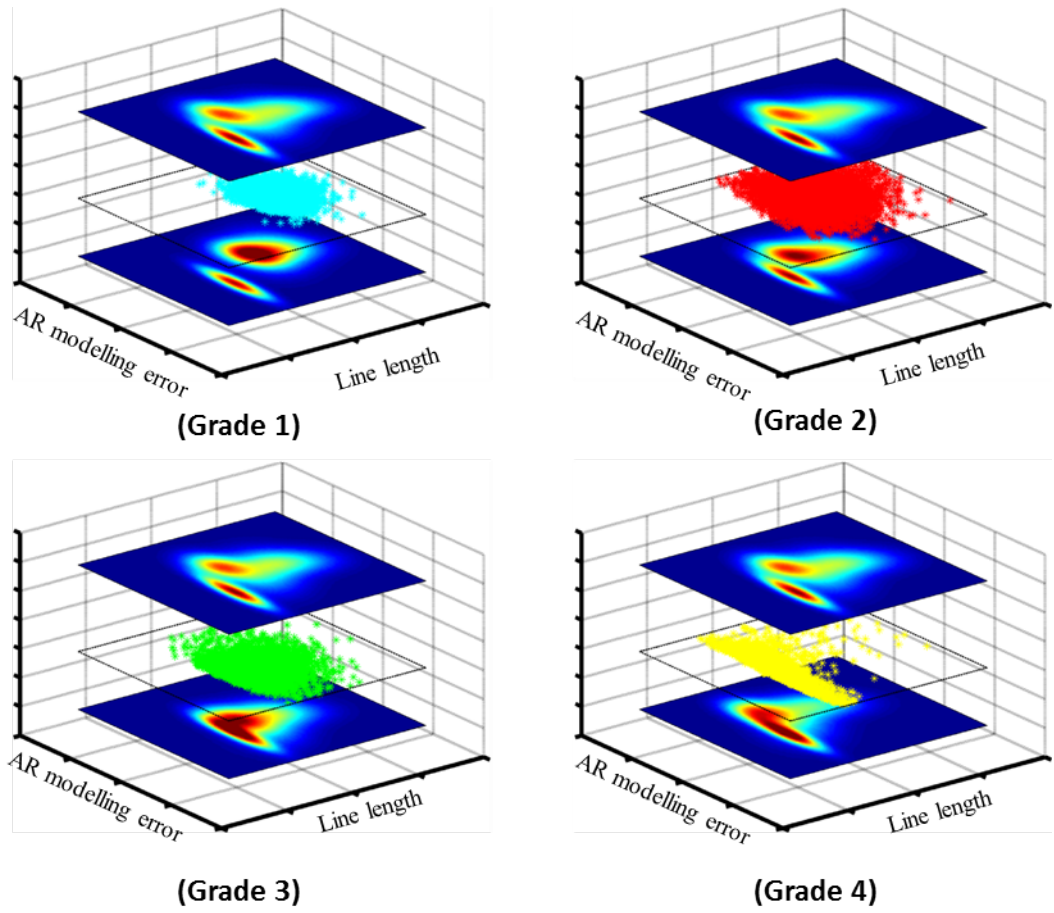 AR modelling error
Line length
(Grade 1)
AR modelling error
Line length
(Grade 2)
AR modelling error
Line length
(Grade 3)
AR modelling error
Line length
(Grade 4)